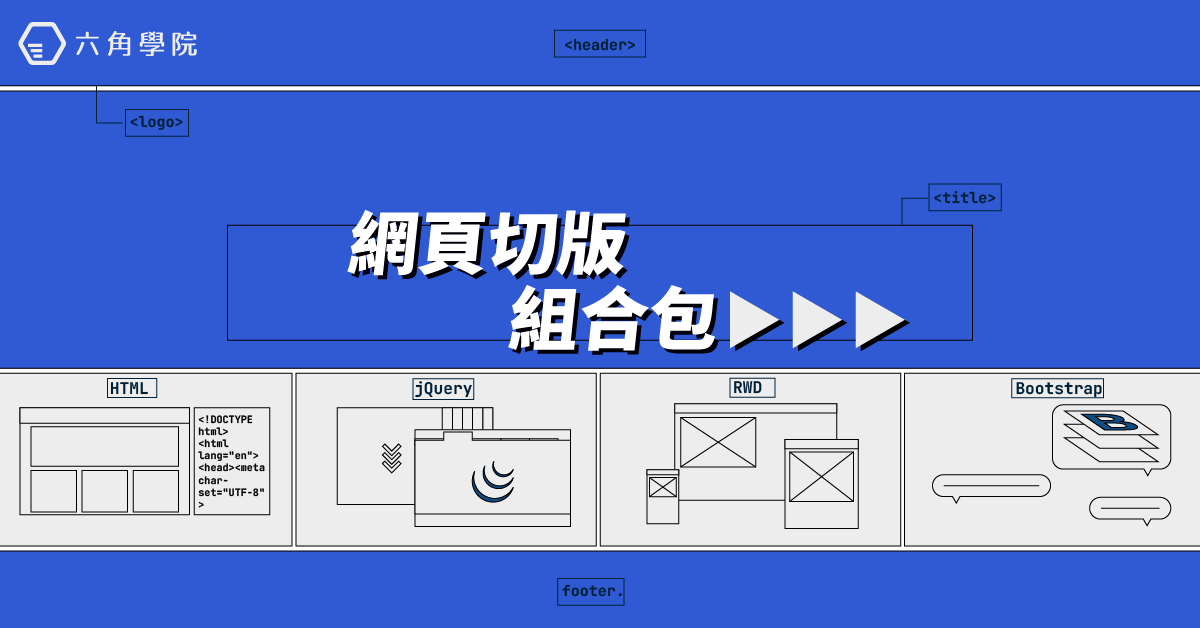 六角學院
<header>
<logo>
<title>
網頁切版
組合包
HTML
<!DOCTYPE
html>
<html
lang="en">
<head><meta
char-
set="UTF-8"
>
jQuery
RWD
Bootstrap
B
footer.